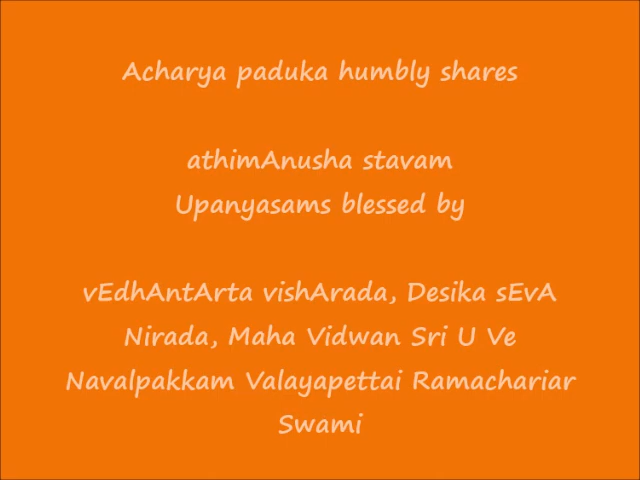 Acharya paduka humbly shares
athimAnusha stavam
Upanyasams blessed by
vEdhAntArta vishArada, Desika sEvA
Nirada, Maha Vidwan Sri U Ve
Navalpakkam Valayapettai Ramachariar
Swami